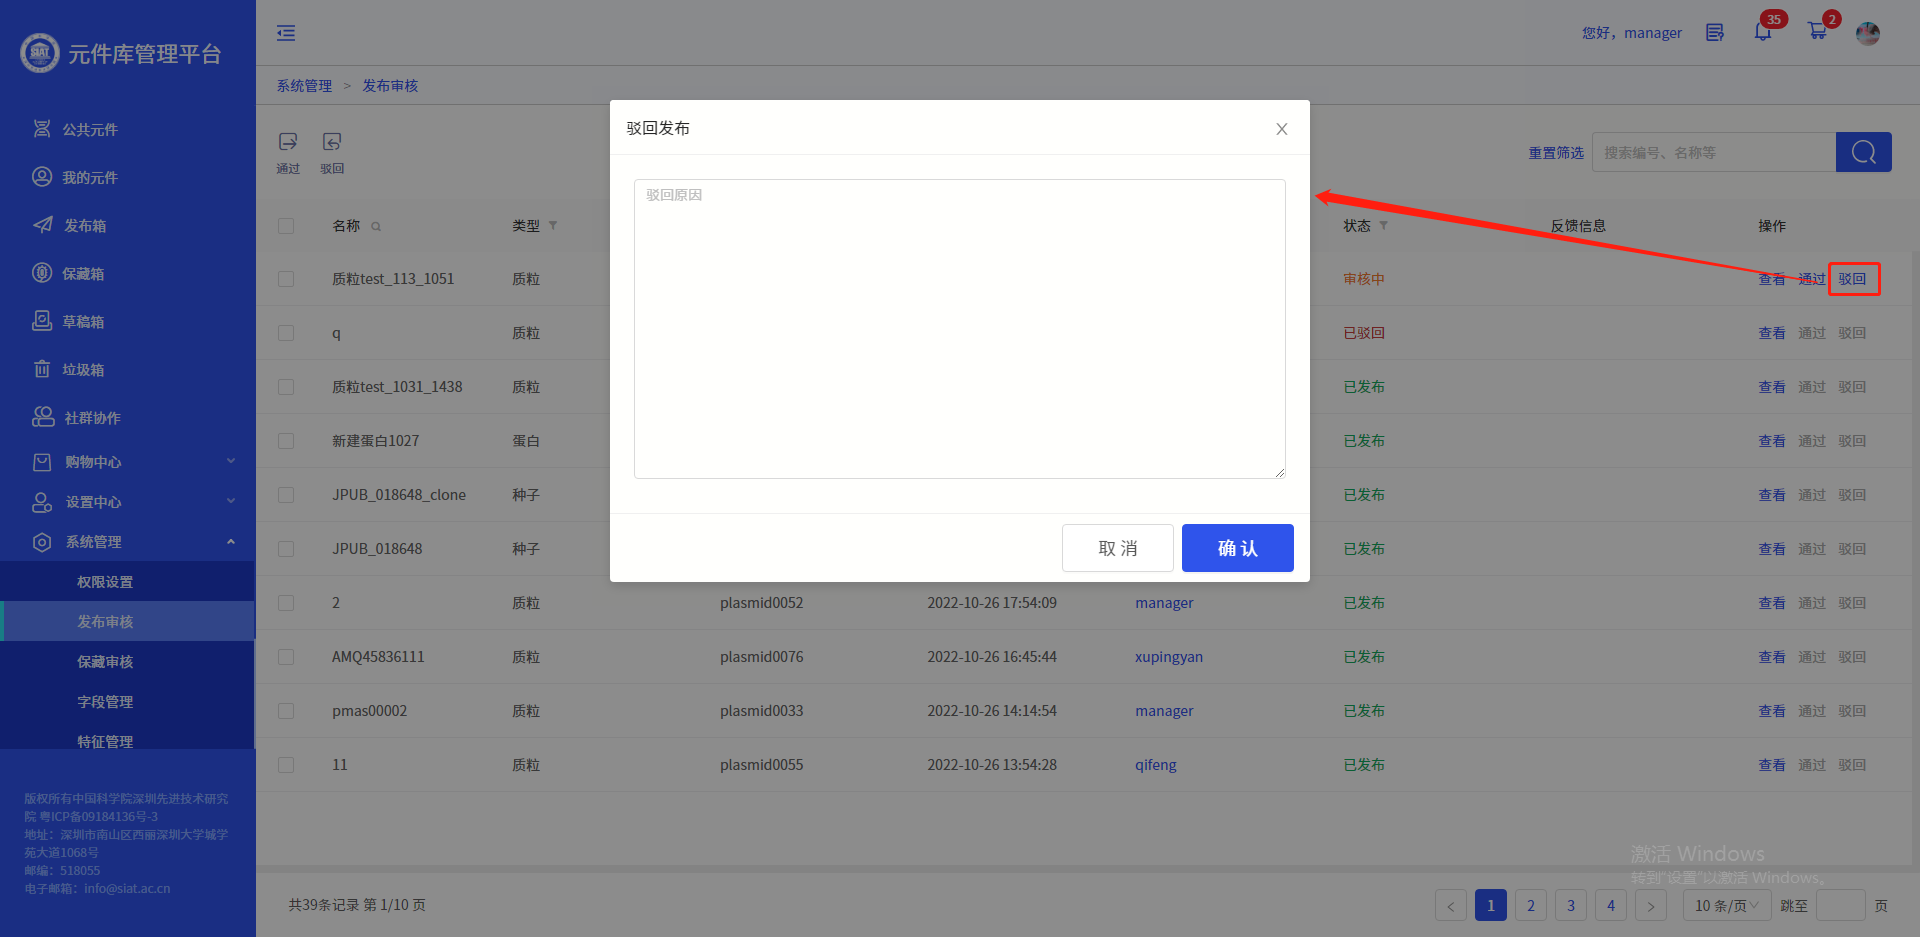 元件库管理平台
您好，manager
35
2
公共元件
我的元件
发布箱
保藏箱
草稿箱
垃圾箱
社群协作
购物中心
设置中心
系统管理
权限设置
发布审核
保藏审核
字段管理
特征管理
版权所有中国科学院深圳先进技术研究
院 粤ICP备09184136号-3
地址：深圳市南山区西丽深圳大学城学
苑大道1068号
邮编：518055
电子邮箱：info@siat.ac.cn
系统管理 > 发布审核
通过 驳回
重置筛选 搜索编号、名称等
名称 类型 状态 反馈信息 操作
质粒test_113_1051 质粒 审核中 查看 通过 驳回
q 质粒 已驳回 查看 通过 驳回
质粒test_1031_1438 质粒 已发布 查看 通过 驳回
新建蛋白1027 蛋白 已发布 查看 通过 驳回
JPUB_018648_clone 种子 已发布 查看 通过 驳回
JPUB_018648 种子 已发布 查看 通过 驳回
2 质粒 plasmid0052 2022-10-26 17:54:09 manager 已发布 查看 通过 驳回
AMQ45836111 质粒 plasmid0076 2022-10-26 16:45:44 xupingyan 已发布 查看 通过 驳回
pmas00002 质粒 plasmid0033 2022-10-26 14:14:54 manager 已发布 查看 通过 驳回
11 质粒 plasmid0055 2022-10-26 13:54:28 qifeng 已发布 查看 通过 驳回
驳回发布
驳回原因
取消 确认
激活 Windows
转到"设置"以激活 Windows。
共39条记录 第 1/10 页
< 1 2 3 4 > 10 条/页 跳至 页